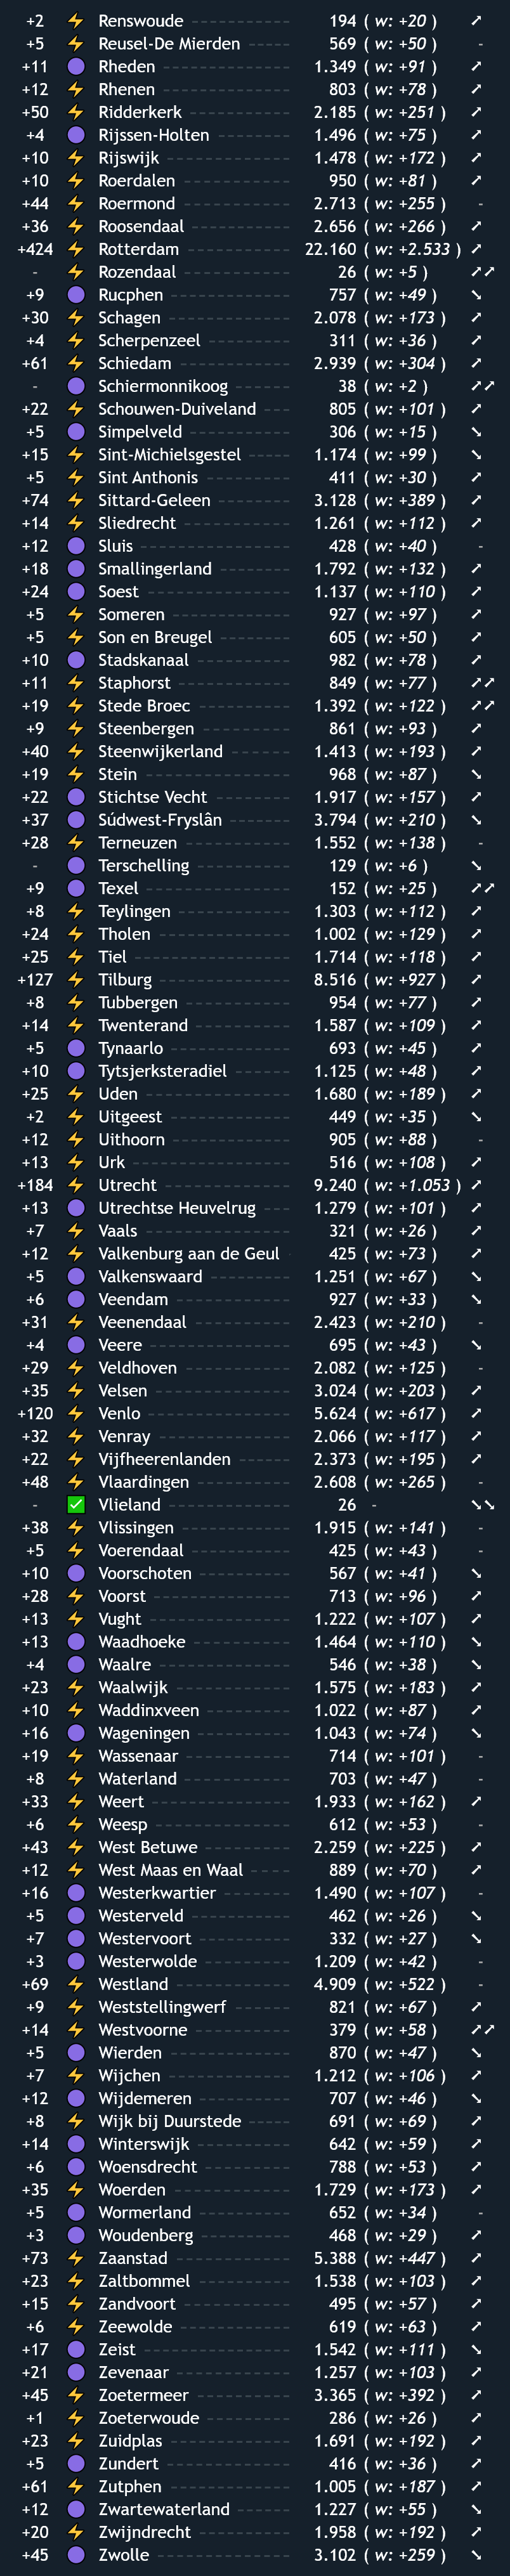 +2 ⚡ Renswoude 194 ( w: +20 ) ↗
+5 ⚡ Reusel-De Mierden 569 ( w: +50 ) -
+11 🟣 Rheden 1.349 ( w: +91 ) ↗
+12 ⚡ Rhenen 803 ( w: +78 ) ↗
+50 ⚡ Ridderkerk 2.185 ( w: +251 ) ↗
+4 🟣 Rijssen-Holten 1.496 ( w: +75 ) ↗
+10 ⚡ Rijswijk 1.478 ( w: +172 ) ↗
+10 ⚡ Roerdalen 950 ( w: +81 ) ↗
+44 ⚡ Roermond 2.713 ( w: +255 ) -
+36 ⚡ Roosendaal 2.656 ( w: +266 ) ↗
+424 ⚡ Rotterdam 22.160 ( w: +2.533 ) ↗
- ⚡ Rozendaal 26 ( w: +5 ) ↗↗
+9 🟣 Rucphen 757 ( w: +49 ) ↘
+30 ⚡ Schagen 2.078 ( w: +173 ) ↗
+4 ⚡ Scherpenzeel 311 ( w: +36 ) ↗
+61 ⚡ Schiedam 2.939 ( w: +304 ) ↗
- 🟣 Schiermonnikoog 38 ( w: +2 ) ↗↗
+22 ⚡ Schouwen-Duiveland 805 ( w: +101 ) ↗
+5 🟣 Simpelveld 306 ( w: +15 ) ↘
+15 ⚡ Sint-Michielsgestel 1.174 ( w: +99 ) ↘
+5 ⚡ Sint Anthonis 411 ( w: +30 ) ↗
+74 ⚡ Sittard-Geleen 3.128 ( w: +389 ) ↗
+14 ⚡ Sliedrecht 1.261 ( w: +112 ) ↗
+12 🟣 Sluis 428 ( w: +40 ) -
+18 🟣 Smallingerland 1.792 ( w: +132 ) ↗
+24 🟣 Soest 1.137 ( w: +110 ) ↗
+5 ⚡ Someren 927 ( w: +97 ) ↗
+5 ⚡ Son en Breugel 605 ( w: +50 ) ↗
+10 🟣 Stadskanaal 982 ( w: +78 ) ↗
+11 ⚡ Staphorst 849 ( w: +77 ) ↗↗
+19 ⚡ Stede Broec 1.392 ( w: +122 ) ↗↗
+9 ⚡ Steenbergen 861 ( w: +93 ) ↗
+40 ⚡ Steenwijkerland 1.413 ( w: +193 ) ↗
+19 ⚡ Stein 968 ( w: +87 ) ↘
+22 🟣 Stichtse Vecht 1.917 ( w: +157 ) ↗
+37 🟣 Súdwest-Fryslân 3.794 ( w: +210 ) ↘
+28 ⚡ Terneuzen 1.552 ( w: +138 ) -
- 🟣 Terschelling 129 ( w: +6 ) ↘
+9 🟣 Texel 152 ( w: +25 ) ↗↗
+8 ⚡ Teylingen 1.303 ( w: +112 ) ↗
+24 ⚡ Tholen 1.002 ( w: +129 ) ↗
+25 ⚡ Tiel 1.714 ( w: +118 ) ↗
+127 ⚡ Tilburg 8.516 ( w: +927 ) ↗
+8 ⚡ Tubbergen 954 ( w: +77 ) ↗
+14 ⚡ Twenterand 1.587 ( w: +109 ) ↗
+5 🟣 Tynaarlo 693 ( w: +45 ) ↗
+10 🟣 Tytsjerksteradiel 1.125 ( w: +48 ) ↗
+25 ⚡ Uden 1.680 ( w: +189 ) ↗
+2 ⚡ Uitgeest 449 ( w: +35 ) ↘
+12 ⚡ Uithoorn 905 ( w: +88 ) -
+13 ⚡ Urk 516 ( w: +108 ) ↗
+184 ⚡ Utrecht 9.240 ( w: +1.053 ) ↗
+13 🟣 Utrechtse Heuvelrug 1.279 ( w: +101 ) ↗
+7 ⚡ Vaals 321 ( w: +26 ) ↗
+12 ⚡ Valkenburg aan de Geul 425 ( w: +73 ) ↗
+5 🟣 Valkenswaard 1.251 ( w: +67 ) ↘
+6 🟣 Veendam 927 ( w: +33 ) ↘
+31 ⚡ Veenendaal 2.423 ( w: +210 ) -
+4 🟣 Veere 695 ( w: +43 ) ↘
+29 ⚡ Veldhoven 2.082 ( w: +125 ) -
+35 ⚡ Velsen 3.024 ( w: +203 ) ↗
+120 ⚡ Venlo 5.624 ( w: +617 ) ↗
+32 ⚡ Venray 2.066 ( w: +117 ) ↗
+22 ⚡ Vijfheerenlanden 2.373 ( w: +195 ) ↗
+48 ⚡ Vlaardingen 2.608 ( w: +265 ) -
- ✅ Vlieland 26 - ↘↘
+38 ⚡ Vlissingen 1.915 ( w: +141 ) -
+5 ⚡ Voerendaal 425 ( w: +43 ) -
+10 🟣 Voorschoten 567 ( w: +41 ) ↘
+28 ⚡ Voorst 713 ( w: +96 ) ↗
+13 ⚡ Vught 1.222 ( w: +107 ) ↗
+13 🟣 Waadhoeke 1.464 ( w: +110 ) ↘
+4 🟣 Waalre 546 ( w: +38 ) ↘
+23 ⚡ Waalwijk 1.575 ( w: +183 ) ↗
+10 ⚡ Waddinxveen 1.022 ( w: +87 ) ↗
+16 🟣 Wageningen 1.043 ( w: +74 ) ↘
+19 ⚡ Wassenaar 714 ( w: +101 ) -
+8 ⚡ Waterland 703 ( w: +47 ) -
+33 ⚡ Weert 1.933 ( w: +162 ) ↗
+6 ⚡ Weesp 612 ( w: +53 ) -
+43 ⚡ West Betuwe 2.259 ( w: +225 ) ↗
+12 ⚡ West Maas en Waal 889 ( w: +70 ) ↗
+16 🟣 Westerkwartier 1.490 ( w: +107 ) -
+5 🟣 Westerveld 462 ( w: +26 ) ↘
+7 🟣 Westervoort 332 ( w: +27 ) ↘
+3 🟣 Westerwolde 1.209 ( w: +42 ) -
+69 ⚡ Westland 4.909 ( w: +522 ) -
+9 ⚡ Weststellingwerf 821 ( w: +67 ) ↗
+14 ⚡ Westvoorne 379 ( w: +58 ) ↗↗
+5 🟣 Wierden 870 ( w: +47 ) ↘
+7 ⚡ Wijchen 1.212 ( w: +106 ) ↗
+12 🟣 Wijdemeren 707 ( w: +46 ) ↘
+8 ⚡ Wijk bij Duurstede 691 ( w: +69 ) ↗
+14 🟣 Winterswijk 642 ( w: +59 ) ↗
+6 🟣 Woensdrecht 788 ( w: +53 ) ↗
+35 ⚡ Woerden 1.729 ( w: +173 ) ↗
+5 🟣 Wormerland 652 ( w: +34 ) -
+3 🟣 Woudenberg 468 ( w: +29 ) ↗
+73 ⚡ Zaanstad 5.388 ( w: +447 ) ↗
+23 ⚡ Zaltbommel 1.538 ( w: +103 ) ↗
+15 ⚡ Zandvoort 495 ( w: +57 ) ↗
+6 ⚡ Zeewolde 619 ( w: +63 ) ↗
+17 🟣 Zeist 1.542 ( w: +111 ) ↘
+21 🟣 Zevenaar 1.257 ( w: +103 ) ↗
+45 ⚡ Zoetermeer 3.365 ( w: +392 ) ↗
+1 ⚡ Zoeterwoude 286 ( w: +26 ) ↗
+23 ⚡ Zuidplas 1.691 ( w: +192 ) ↗
+5 🟣 Zundert 416 ( w: +36 ) ↗
+61 ⚡ Zutphen 1.005 ( w: +187 ) ↗
+12 🟣 Zwartewaterland 1.227 ( w: +55 ) ↘
+20 ⚡ Zwijndrecht 1.958 ( w: +192 ) ↗
+45 🟣 Zwolle 3.102 ( w: +259 ) ↘